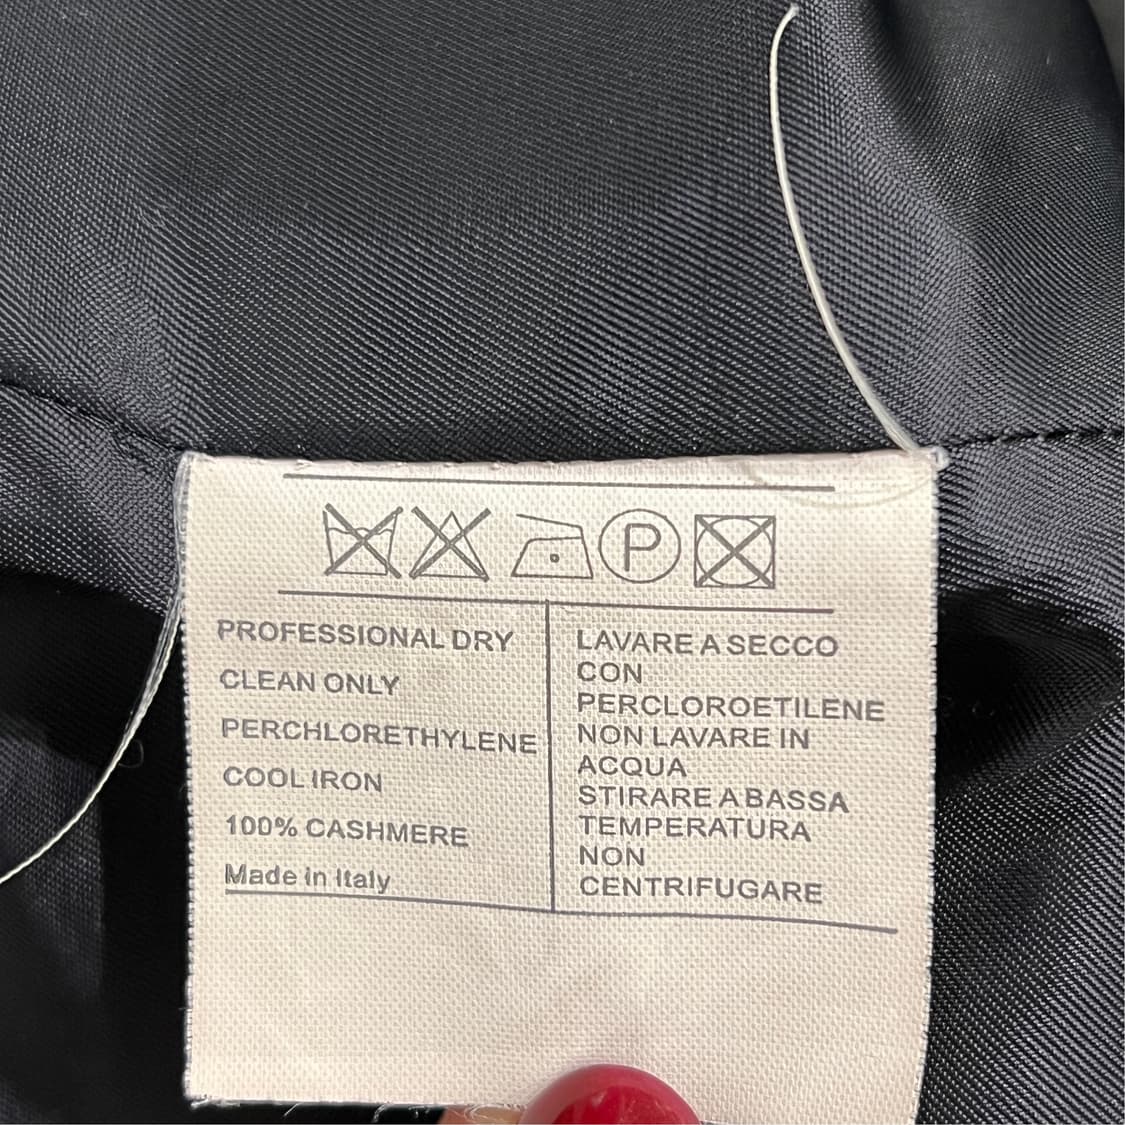 P
PROFESSIONAL DRY
CLEAN ONLY
PERCHLORETHYLENE
COOL IRON
100% CASHMERE
Made in Italy
LAVARE A SECCO
CON
PERCLOROETILENE
NON LAVARE IN
ACQUA
STIRARE A BASSA
TEMPERATURA
NON
CENTRIFUGARE